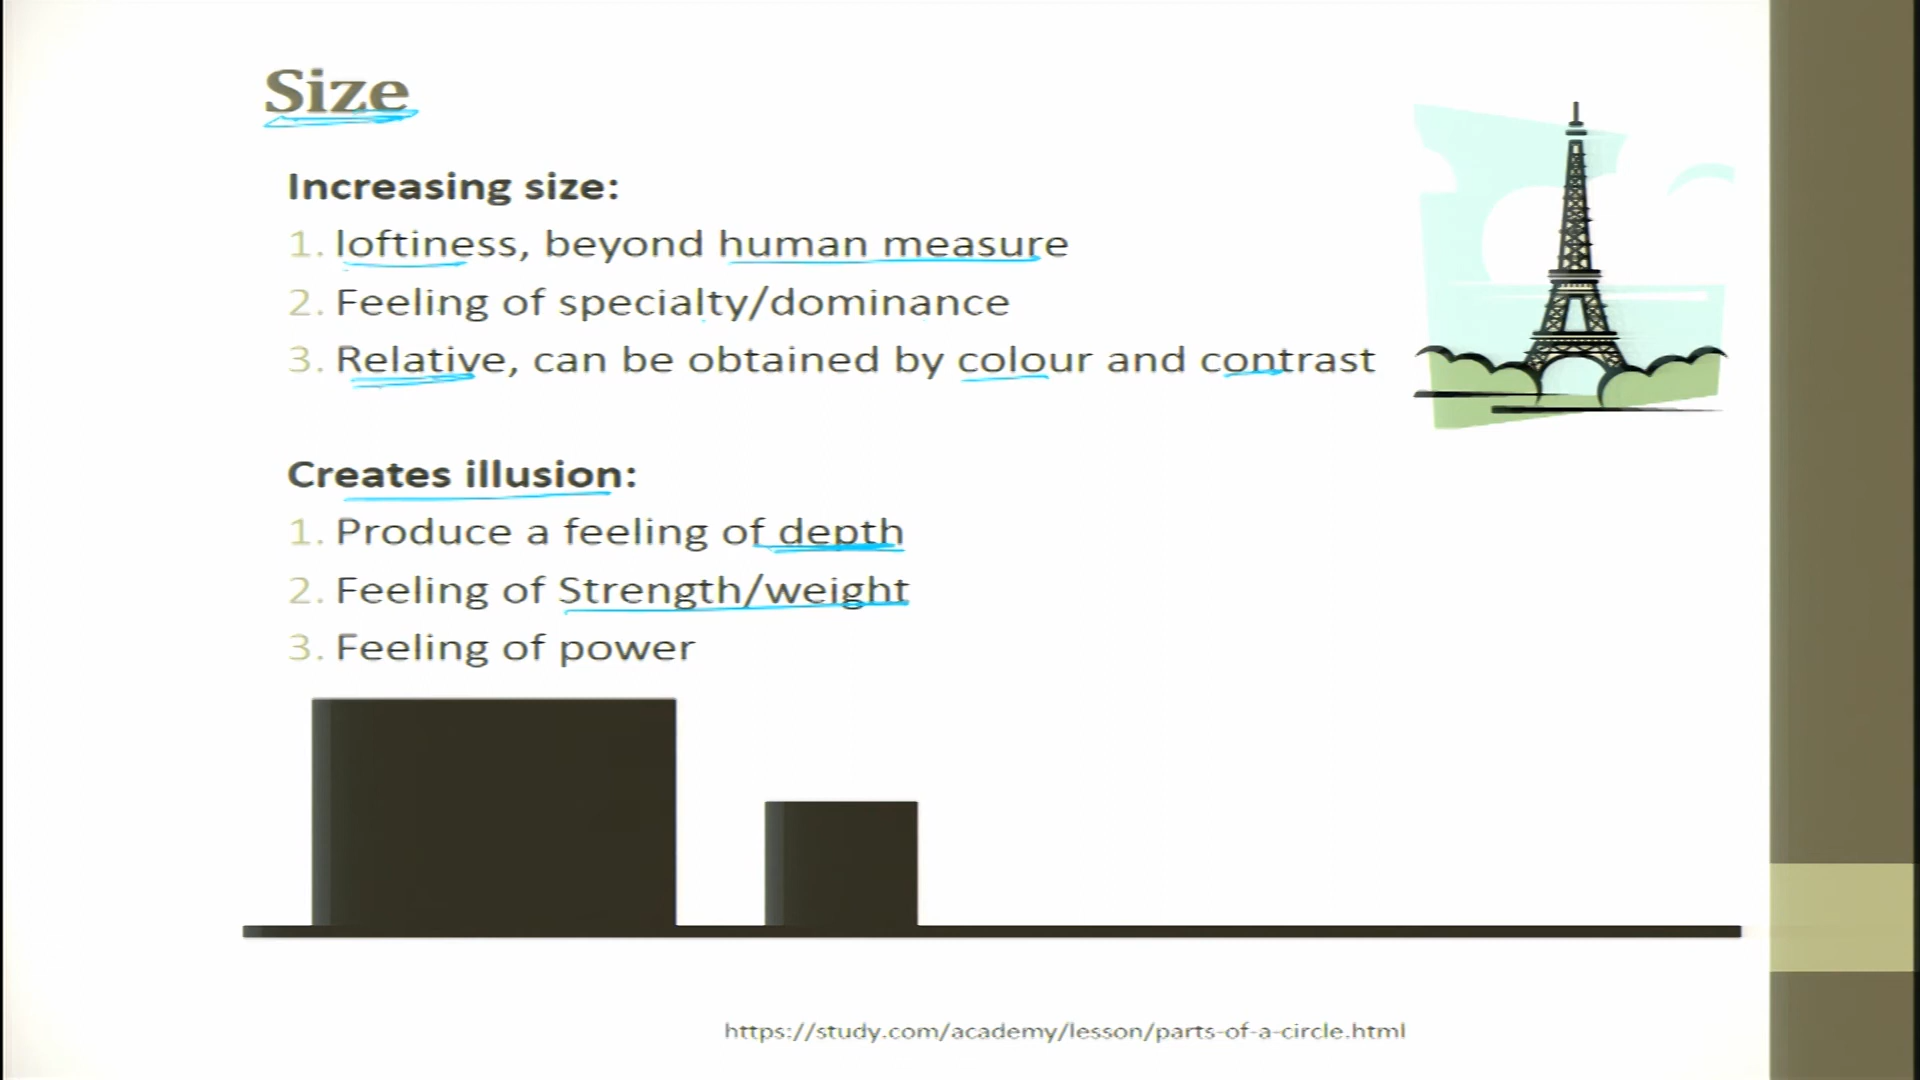 Size
Increasing size:
1. loftiness, beyond human measure
2. Feeling of specialty/dominance
3. Relative, can be obtained by colour and contrast
Creates illusion:
1. Produce a feeling of depth
2. Feeling of Strength/weight
3. Feeling of power
https://study.com/academy/lesson/parts-of-a-circle.html